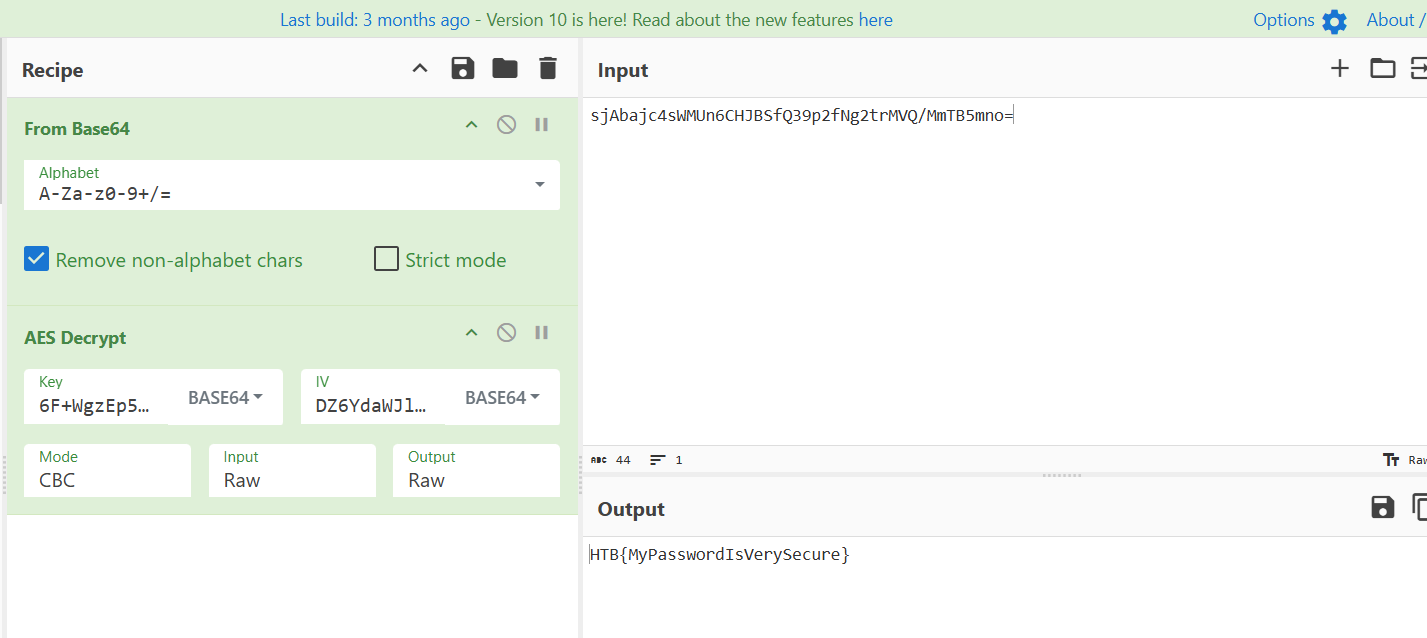 Last build: 3 months ago - Version 10 is here! Read about the new features here
Options
About /
Recipe
From Base64
Alphabet
A-Za-z0-9+/=
Remove non-alphabet chars
Strict mode
AES Decrypt
Key
6F+WgzEp5…
BASE64
IV
DZ6YdaWJl…
BASE64
Mode
CBC
Input
Raw
Output
Raw
Input
sjAbajc4sWMUn6CHJBSfQ39p2fNg2trMVQ/MmTB5mno=
ABC 44
1
Tт Raw
Output
HTB{MyPasswordIsVerySecure}